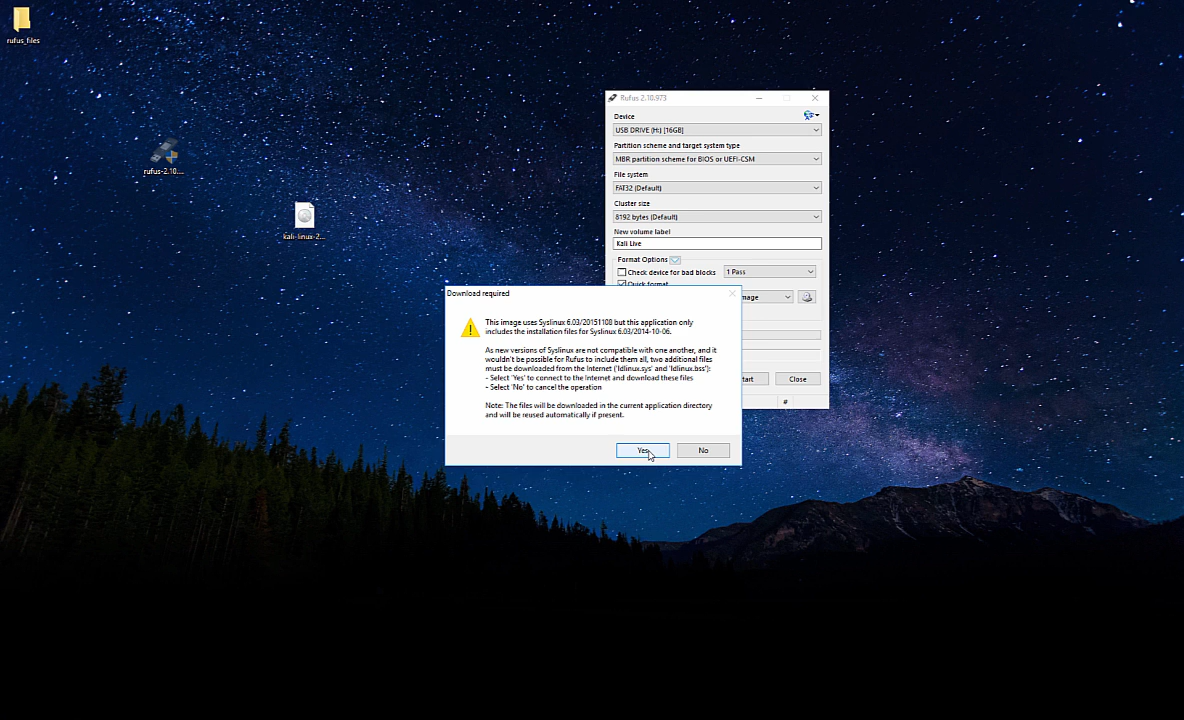 rufus_files
rufus-2.10....
kali-linux-2...
Rufus 2.10.973
Device
USB DRIVE (H:) [16GB]
Partition scheme and target system type
MBR partition scheme for BIOS or UEFI-CSM
File system
FAT32 (Default)
Cluster size
8192 bytes (Default)
New volume label
Kali Live
Format Options
Check device for bad blocks
1 Pass
Quick format
mage
tart
Close
#
Download required
This image uses Syslinux 6.03/20151108 but this application only
includes the installation files for Syslinux 6.03/2014-10-06.
As new versions of Syslinux are not compatible with one another, and it
wouldn't be possible for Rufus to include them all, two additional files
must be downloaded from the Internet ('ldlinux.sys' and 'ldlinux.bss'):
- Select 'Yes' to connect to the Internet and download these files
- Select 'No' to cancel the operation
Note: The files will be downloaded in the current application directory
and will be reused automatically if present.
Yes
No